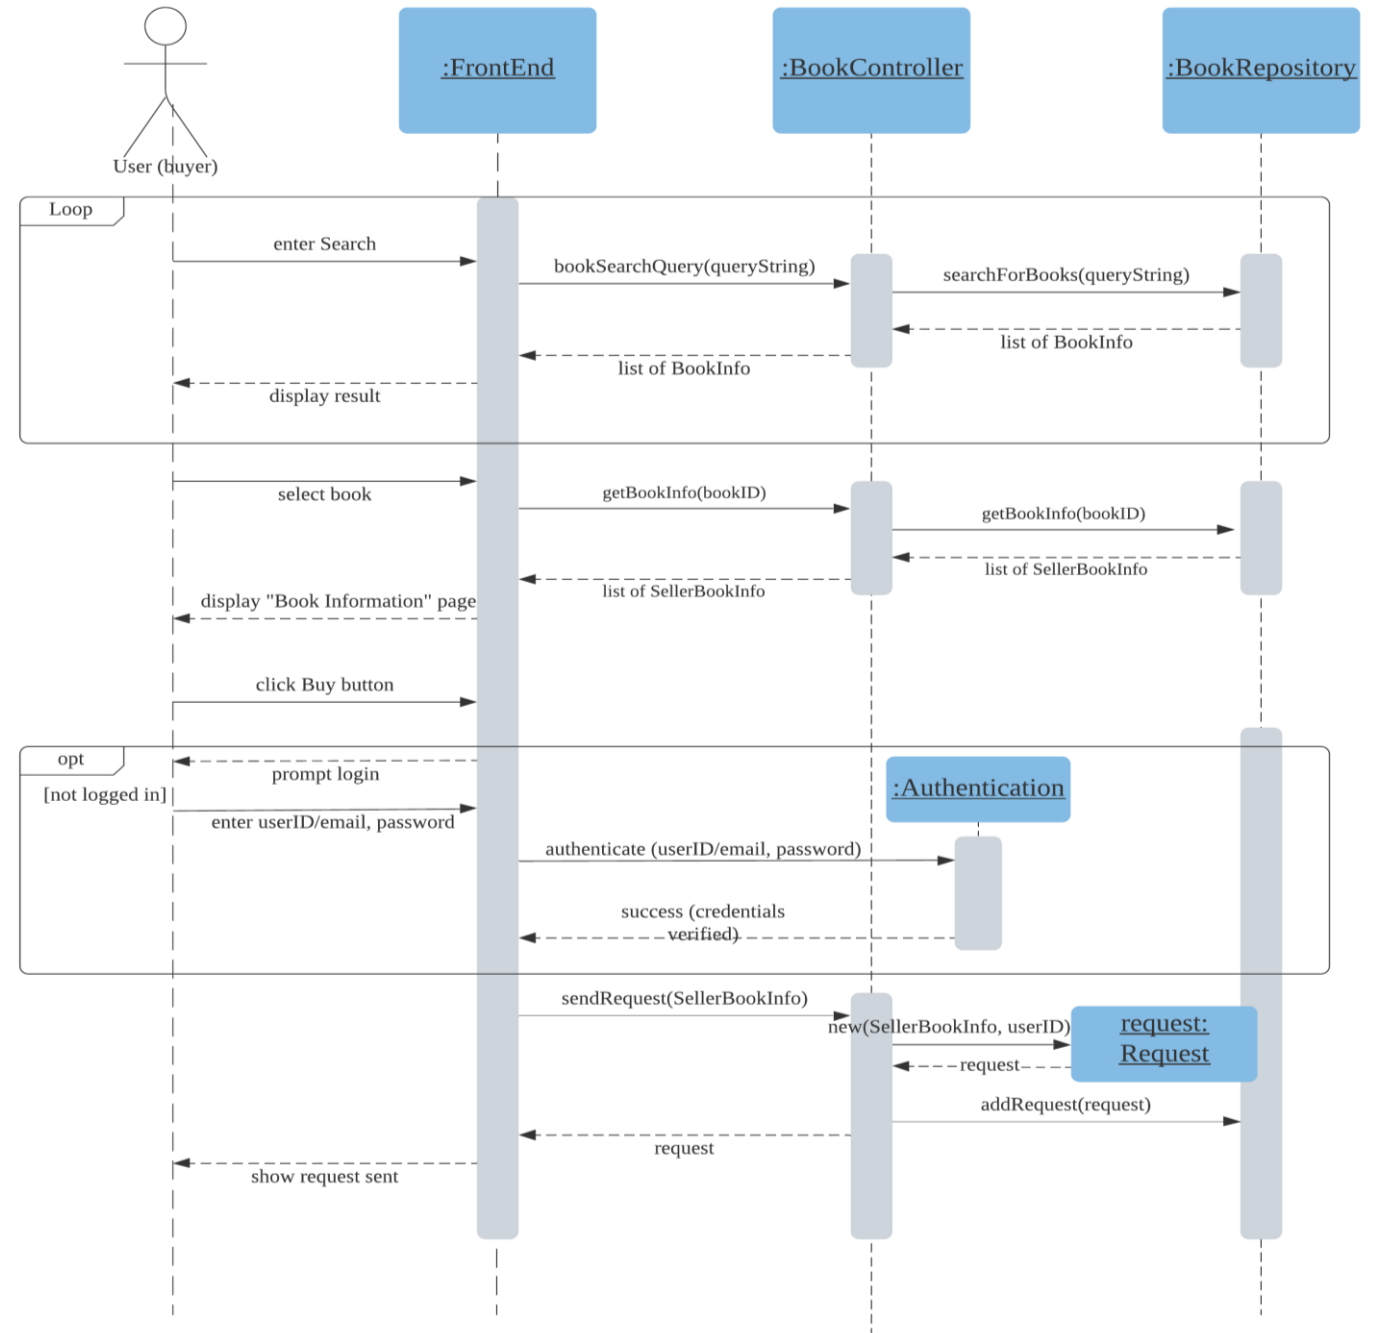 :FrontEnd
:BookController
:BookRepository
User (buyer)
Loop
enter Search
bookSearchQuery(queryString)
searchForBooks(queryString)
list of BookInfo
list of BookInfo
display result
select book
getBookInfo(bookID)
getBookInfo(bookID)
list of SellerBookInfo
list of SellerBookInfo
display "Book Information" page
click Buy button
opt
prompt login
[not logged in]
:Authentication
enter userID/email, password
authenticate (userID/email, password)
success (credentials
verified)
sendRequest(SellerBookInfo)
new(SellerBookInfo, userID)
request:
Request
request
addRequest(request)
request
show request sent